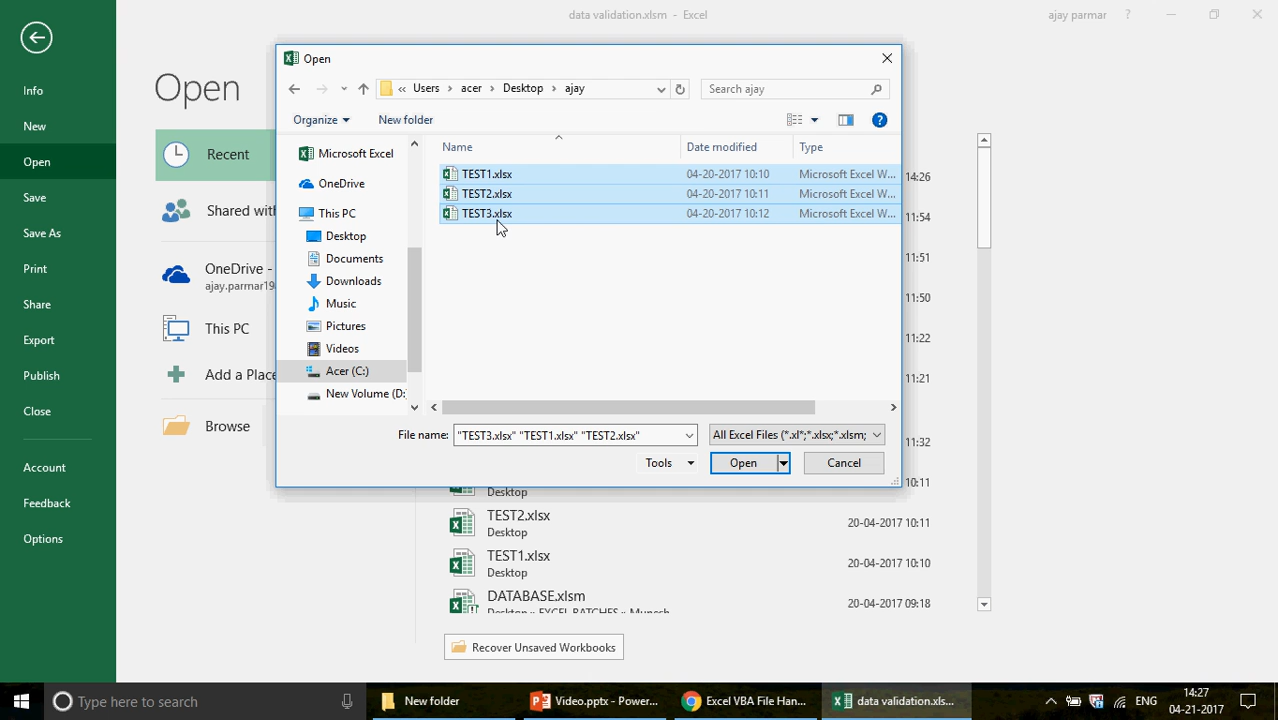 data validation.xlsm - Excel
ajay parmar ?
Info
New
Open
Save
Save As
Print
Share
Export
Publish
Close
Account
Feedback
Options
Open
Recent
Shared with
OneDrive -
ajay.parmar19
This PC
Add a Place
Browse
Open
« Users > acer > Desktop > ajay
Search ajay
Organize
New folder
?
Microsoft Excel
OneDrive
This PC
Desktop
Documents
Downloads
Music
Pictures
Videos
Acer (C:)
New Volume (D:
Name Date modified Type
TEST1.xlsx 04-20-2017 10:10 Microsoft Excel W...
TEST2.xlsx 04-20-2017 10:11 Microsoft Excel W...
TEST3.xlsx 04-20-2017 10:12 Microsoft Excel W...
File name: "TEST3.xlsx" "TEST1.xlsx" "TEST2.xlsx"
All Excel Files (*.xl*;*.xlsx;*.xlsm;
Tools
Open
Cancel
14:26
11:54
11:51
11:50
11:22
11:21
11:32
10:11
Desktop
TEST2.xlsx
Desktop
20-04-2017 10:11
TEST1.xlsx
Desktop
20-04-2017 10:10
DATABASE.xlsm
Desktop » EXCEL BATCHES » Munesh
20-04-2017 09:18
Recover Unsaved Workbooks
Type here to search
New folder
Video.pptx - Power...
Excel VBA File Han...
data validation.xls...
ENG
14:27
04-21-2017